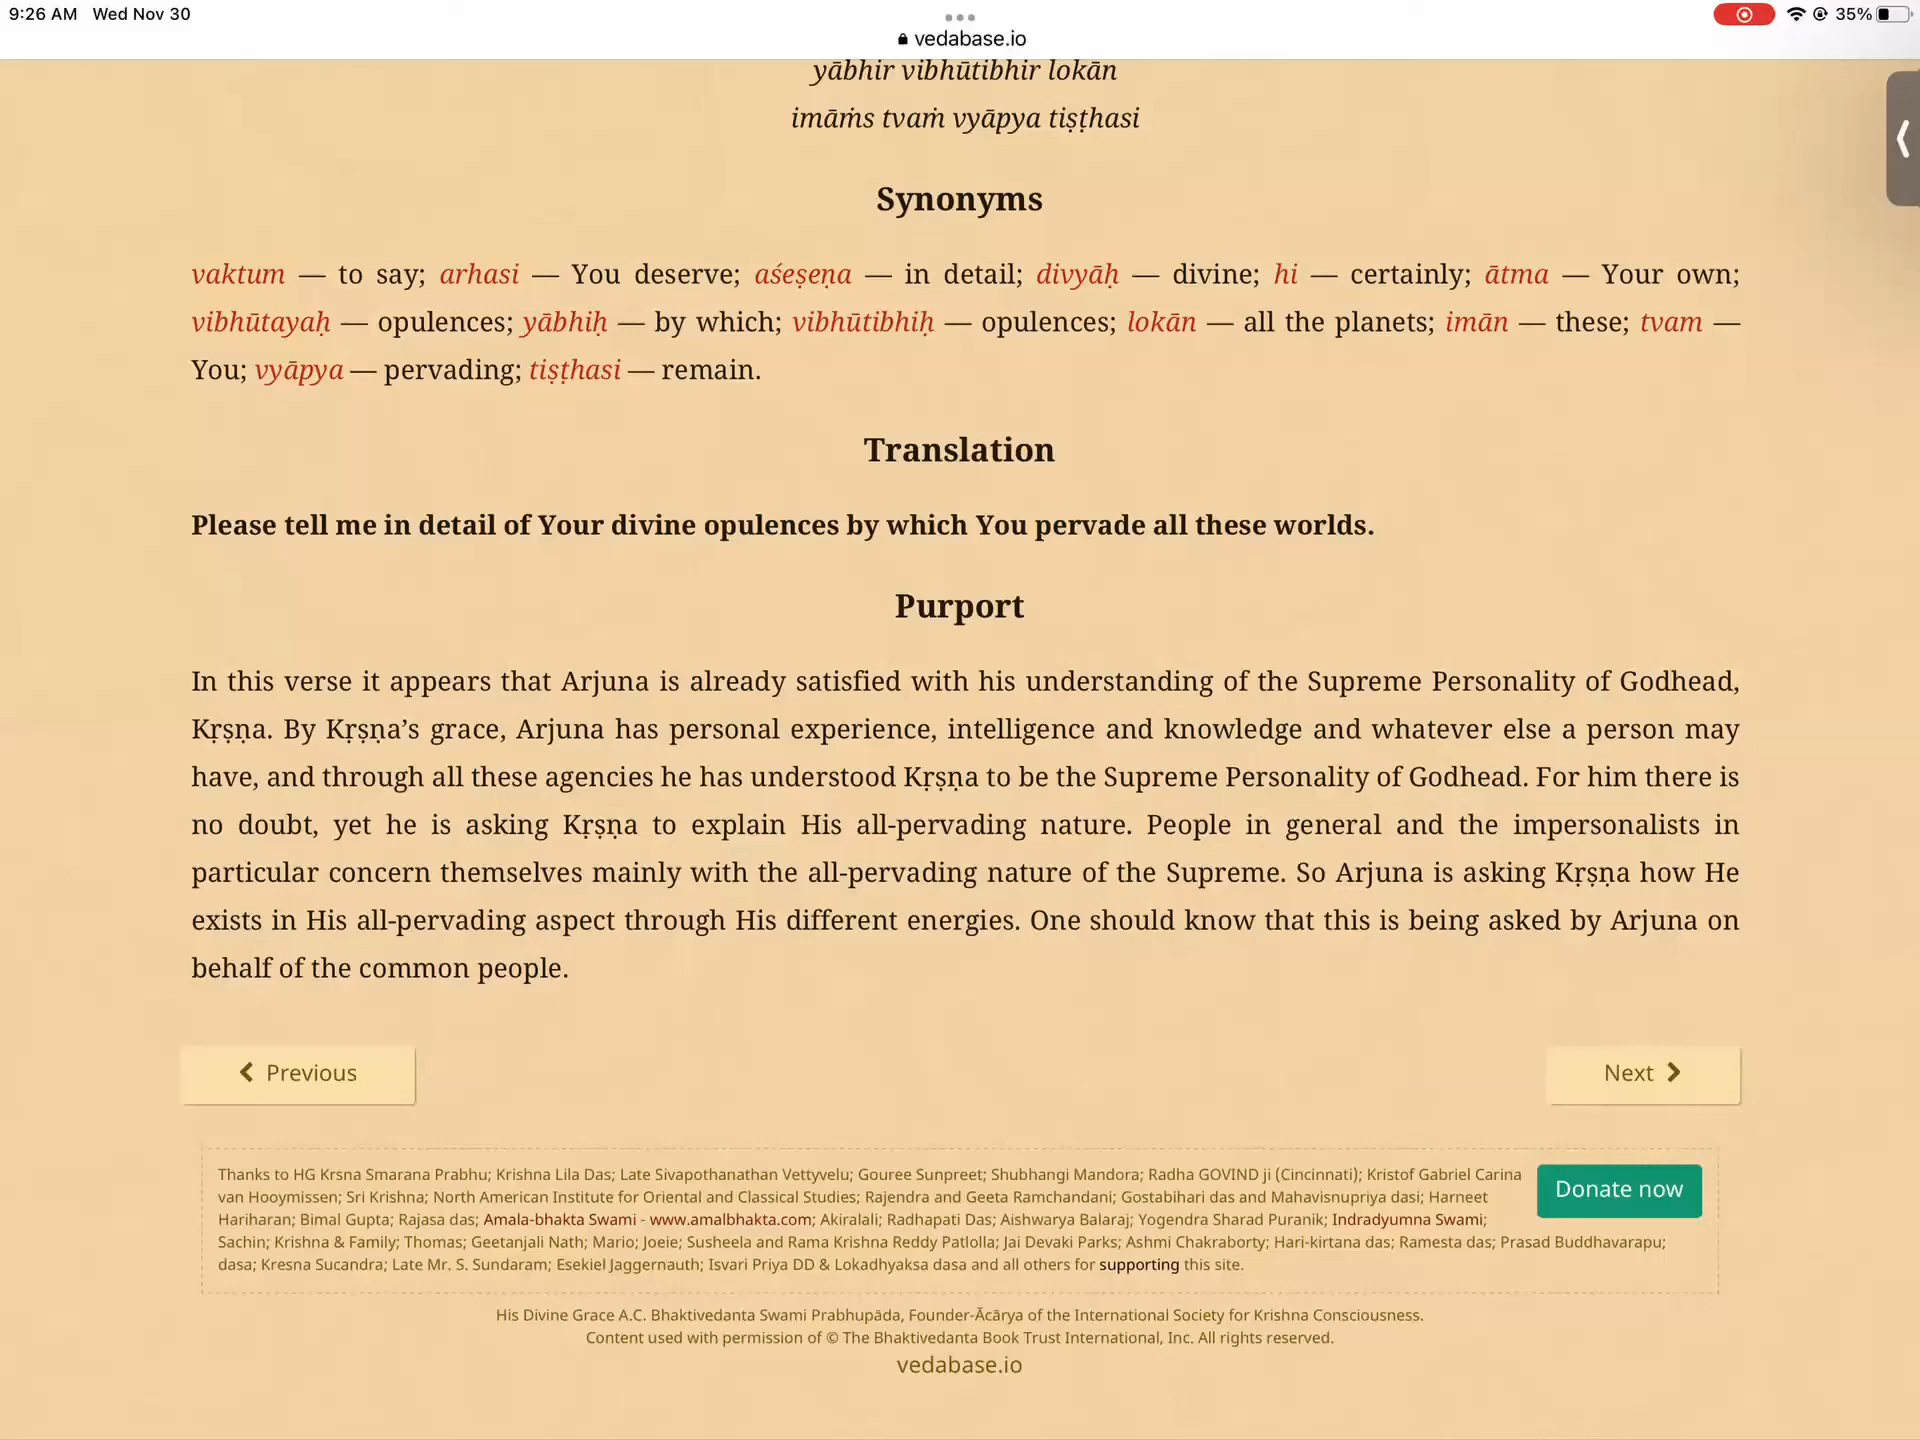 9:26 AM Wed Nov 30
35%
vedabase.io
yābhir vibhūtibhir lokān
imāṁs tvaṁ vyāpya tiṣṭhasi
Synonyms
vaktum — to say; arhasi — You deserve; aśeṣeṇa — in detail; divyāḥ — divine; hi — certainly; ātma — Your own;
vibhūtayaḥ — opulences; yābhiḥ — by which; vibhūtibhiḥ — opulences; lokān — all the planets; imān — these; tvam —
You; vyāpya — pervading; tiṣṭhasi — remain.
Translation
Please tell me in detail of Your divine opulences by which You pervade all these worlds.
Purport
In this verse it appears that Arjuna is already satisfied with his understanding of the Supreme Personality of Godhead,
Kṛṣṇa. By Kṛṣṇa’s grace, Arjuna has personal experience, intelligence and knowledge and whatever else a person may
have, and through all these agencies he has understood Kṛṣṇa to be the Supreme Personality of Godhead. For him there is
no doubt, yet he is asking Kṛṣṇa to explain His all-pervading nature. People in general and the impersonalists in
particular concern themselves mainly with the all-pervading nature of the Supreme. So Arjuna is asking Kṛṣṇa how He
exists in His all-pervading aspect through His different energies. One should know that this is being asked by Arjuna on
behalf of the common people.
Previous
Next
Thanks to HG Krsna Smarana Prabhu; Krishna Lila Das; Late Sivapothanathan Vettyvelu; Gouree Sunpreet; Shubhangi Mandora; Radha GOVIND ji (Cincinnati); Kristof Gabriel Carina
van Hooymissen; Sri Krishna; North American Institute for Oriental and Classical Studies; Rajendra and Geeta Ramchandani; Gostabihari das and Mahavisnupriya dasi; Harneet
Hariharan; Bimal Gupta; Rajasa das; Amala-bhakta Swami - www.amalbhakta.com; Akiralali; Radhapati Das; Aishwarya Balaraj; Yogendra Sharad Puranik; Indradyumna Swami;
Sachin; Krishna & Family; Thomas; Geetanjali Nath; Mario; Joeie; Susheela and Rama Krishna Reddy Patlolla; Jai Devaki Parks; Ashmi Chakraborty; Hari-kirtana das; Ramesta das; Prasad Buddhavarapu;
dasa; Kresna Sucandra; Late Mr. S. Sundaram; Esekiel Jaggernauth; Isvari Priya DD & Lokadhyaksa dasa and all others for supporting this site.
Donate now
His Divine Grace A.C. Bhaktivedanta Swami Prabhupāda, Founder-Ācārya of the International Society for Krishna Consciousness.
Content used with permission of © The Bhaktivedanta Book Trust International, Inc. All rights reserved.
vedabase.io